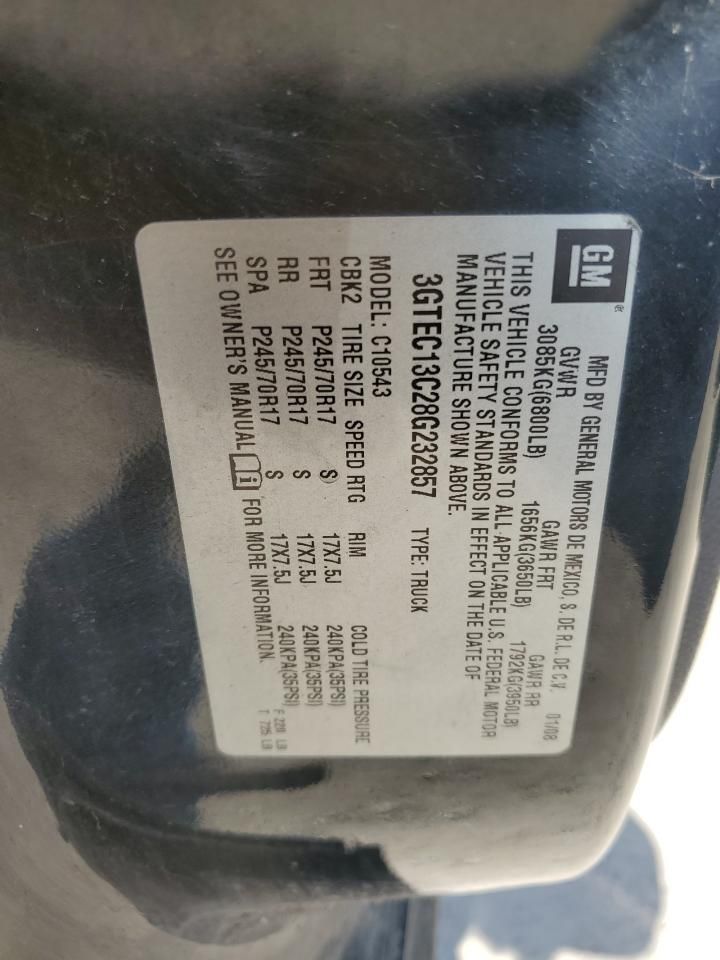 GM ®
MFD BY GENERAL MOTORS DE MEXICO, S. DE R.L. DE C.V. 01/08
GVWR GAWR FRT GAWR RR
3085KG(6800LB) 1656KG(3650LB) 1792KG(3950LB)
THIS VEHICLE CONFORMS TO ALL APPLICABLE U.S. FEDERAL MOTOR
VEHICLE SAFETY STANDARDS IN EFFECT ON THE DATE OF
MANUFACTURE SHOWN ABOVE.
3GTEC13C28G232857 TYPE: TRUCK
MODEL: C10543
CBK2 TIRE SIZE SPEED RTG RIM COLD TIRE PRESSURE
FRT P245/70R17 S 17X7.5J 240KPA(35PSI)
RR P245/70R17 S 17X7.5J 240KPA(35PSI)
SPA P245/70R17 S 17X7.5J 240KPA(35PSI)
SEE OWNER'S MANUAL i FOR MORE INFORMATION.
F LB
T 725 LB